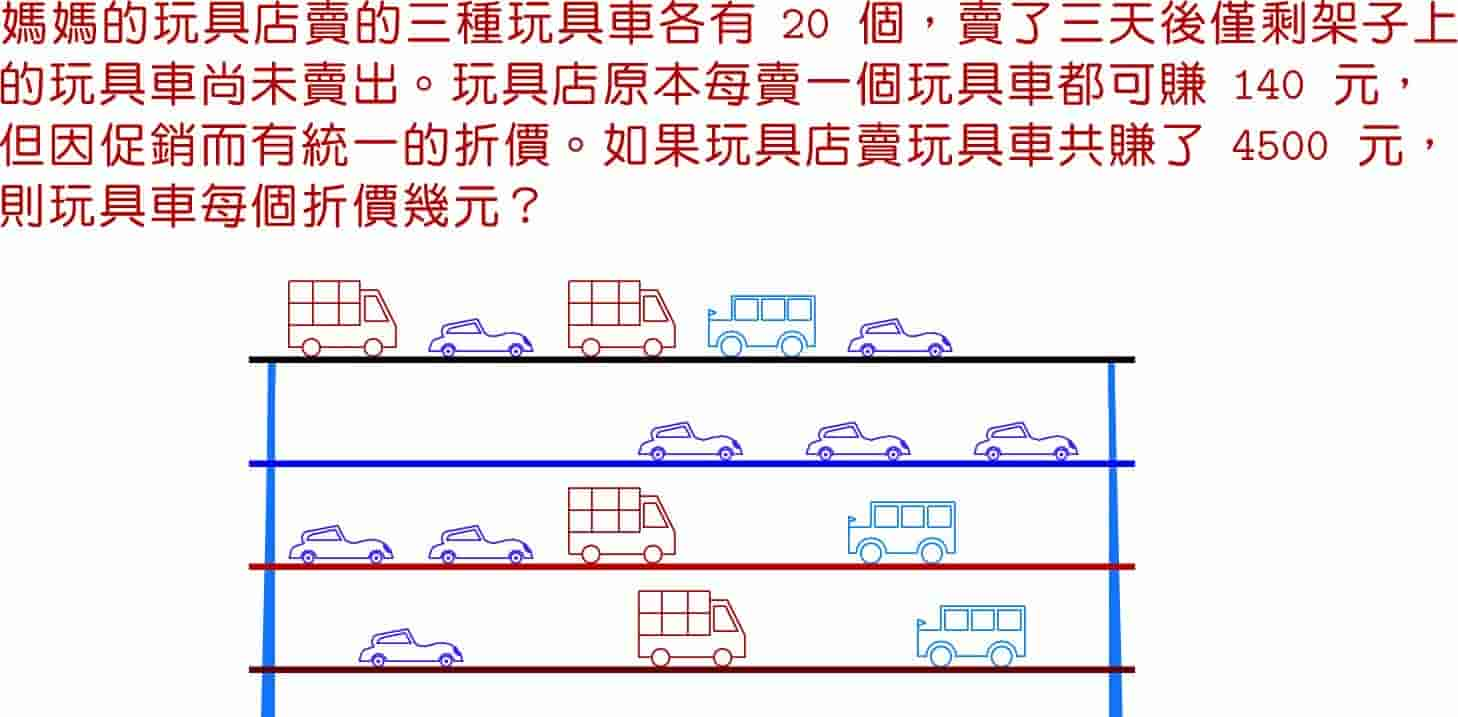 媽媽的玩具店賣的三種玩具車各有 20 個，賣了三天後僅剩架子上
的玩具車尚未賣出。玩具店原本每賣一個玩具車都可賺 140 元，
但因促銷而有統一的折價。如果玩具店賣玩具車共賺了 4500 元，
則玩具車每個折價幾元？